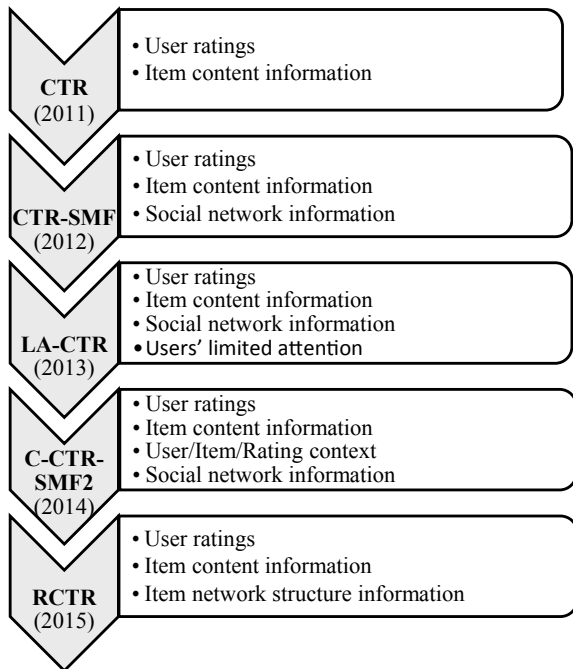 CTR
(2011)
• User ratings
• Item content information
CTR-SMF
(2012)
• User ratings
• Item content information
• Social network information
LA-CTR
(2013)
• User ratings
• Item content information
• Social network information
• Users' limited attention
C-CTR-
SMF2
(2014)
• User ratings
• Item content information
• User/Item/Rating context
• Social network information
RCTR
(2015)
• User ratings
• Item content information
• Item network structure information